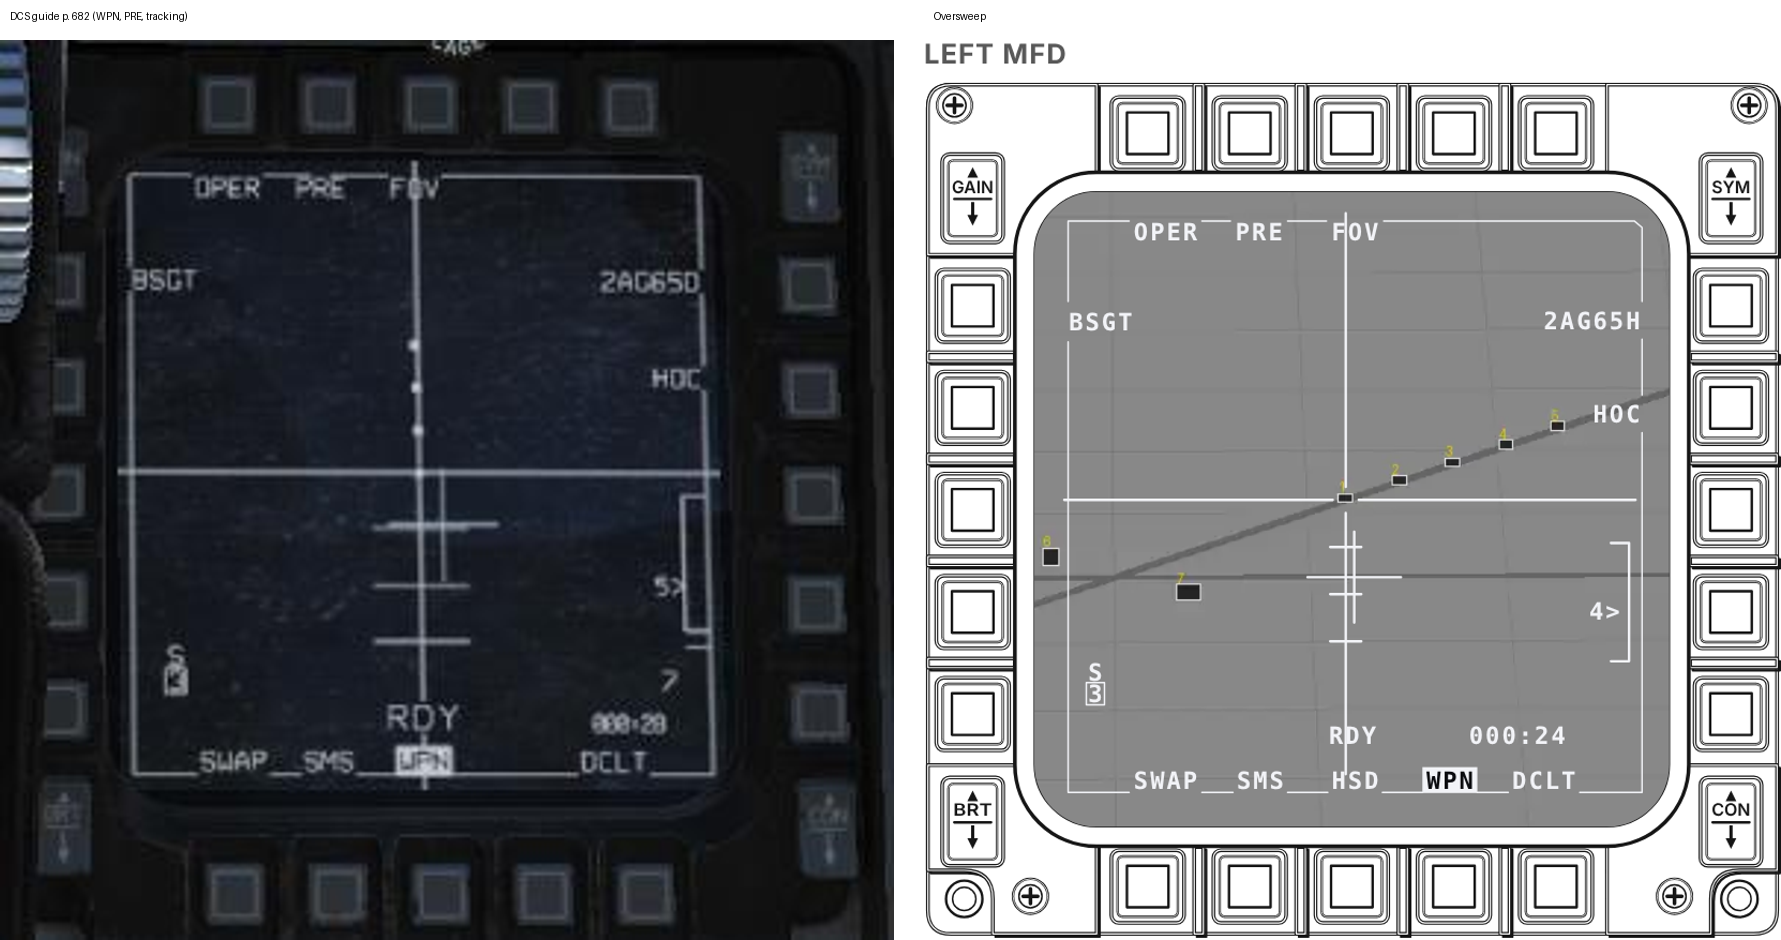 DCS guide p. 682 (WPN, PRE, tracking)
OPER PRE FOV
BSGT 2AG65D
HOC
5>
S
7
RDY 000:28
SWAP SMS WPN DCLT
Oversweep
LEFT MFD
GAIN SYM
OPER PRE FOV
BSGT 2AG65H
HOC
5
4
3
2
1
6
7
4>
S
3
RDY 000:24
SWAP SMS HSD WPN DCLT
BRT CON